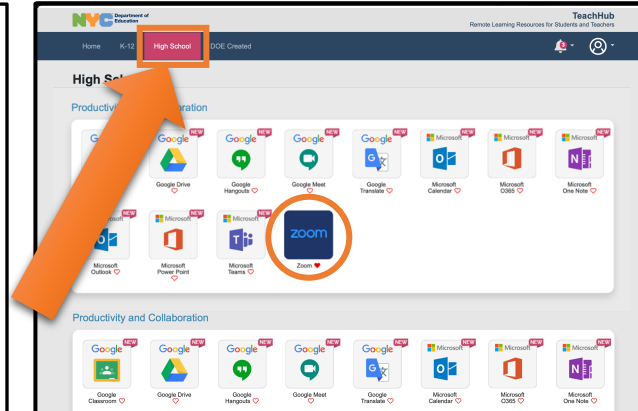 NYC Department of Education
TeachHub
Remote Learning Resources for Students and Teachers
Home K-12 High School DOE Created
High Sc
Productivi ration
G NEW Google NEW Google NEW Google NEW Google NEW Microsoft NEW Microsoft NEW Microsoft
Google Drive Google Hangouts Google Meet Google Translate Microsoft Calendar Microsoft O365 Microsoft One Note
NEW Microsoft NEW Microsoft NEW zoom
Microsoft Outlook Microsoft Power Point Microsoft Teams Zoom
Productivity and Collaboration
Google NEW Google NEW Google NEW Google NEW Google NEW Microsoft NEW Microsoft NEW Microsoft
Google Classroom Google Drive Google Hangouts Google Meet Google Translate Microsoft Calendar Microsoft O365 Microsoft One Note